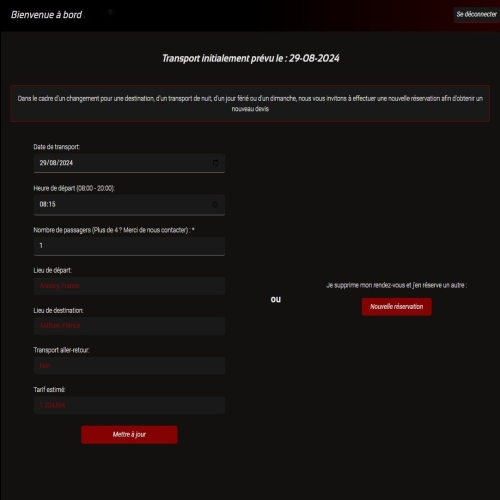 Bienvenue à bord
Se déconnecter
Transport initialement prévu le : 29-08-2024
Dans le cadre d'un changement pour une destination, d'un transport de nuit, d'un jour férié ou d'un dimanche, nous vous invitons à effectuer une nouvelle réservation afin d'obtenir un
nouveau devis
Date de transport:
29/08/2024
Heure de départ (08:00 - 20:00):
08:15
Nombre de passagers (Plus de 4 ? Merci de nous contacter) : *
1
Lieu de départ:
France
Lieu de destination:
France
Transport aller-retour:
Non
Tarif estimé:
Mettre à jour
ou
Je supprime mon rendez-vous et j'en réserve un autre :
Nouvelle réservation